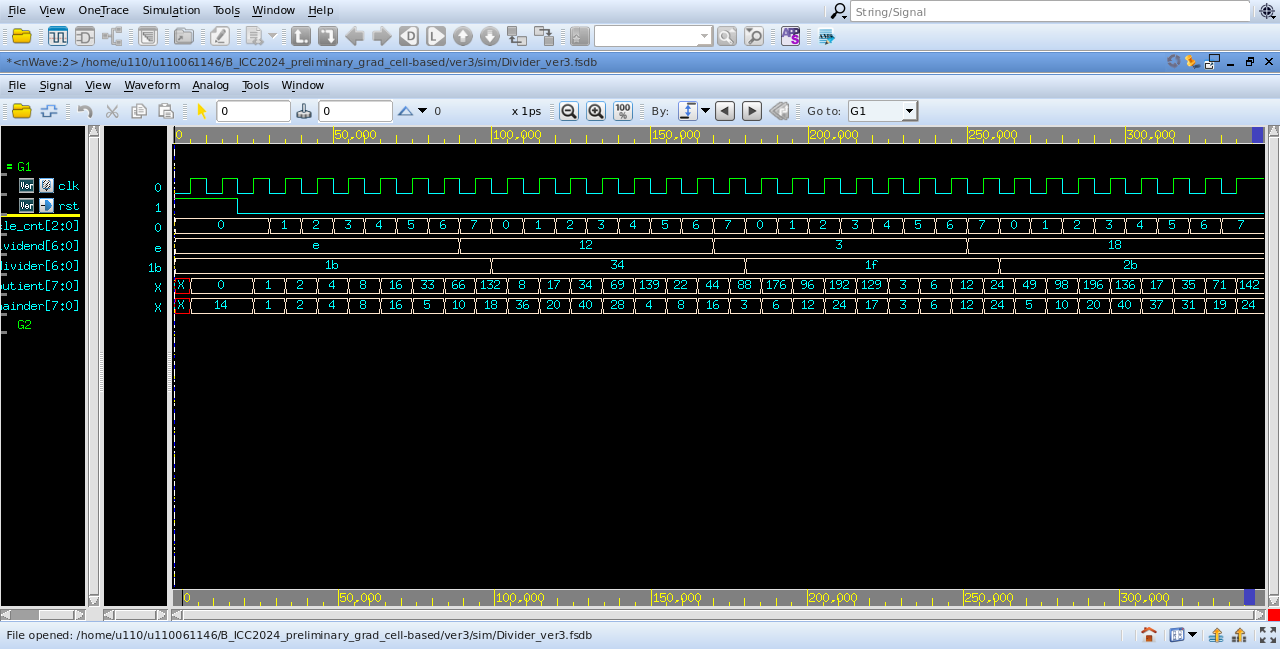 File View OneTrace Simulation Tools Window Help String/Signal
*<nWave:2> /home/u110/u110061146/B_ICC2024_preliminary_grad_cell-based/ver3/sim/Divider_ver3.fsdb
File Signal View Waveform Analog Tools Window
0 0 0 x 1ps 100 % By: Go to: G1
0 50,000 100,000 150,000 200,000 250,000 300,000
= G1
Ver clk 0
Ver rst 1
le_cnt[2:0] 0 0 1 2 3 4 5 6 7 0 1 2 3 4 5 6 7 0 1 2 3 4 5 6 7 0 1 2 3 4 5 6 7
vidend[6:0] e e 12 3 18
ivider[6:0] 1b 1b 34 1f 2b
utient[7:0] X X 0 1 2 4 8 16 33 66 132 8 17 34 69 139 22 44 88 176 96 192 129 3 6 12 24 49 98 196 136 17 35 71 142
ainder[7:0] X X 14 1 2 4 8 16 5 10 18 36 20 40 28 4 8 16 3 6 12 24 17 3 6 12 24 5 10 20 40 37 31 19 24
G2
0 50,000 100,000 150,000 200,000 250,000 300,000
File opened: /home/u110/u110061146/B_ICC2024_preliminary_grad_cell-based/ver3/sim/Divider_ver3.fsdb